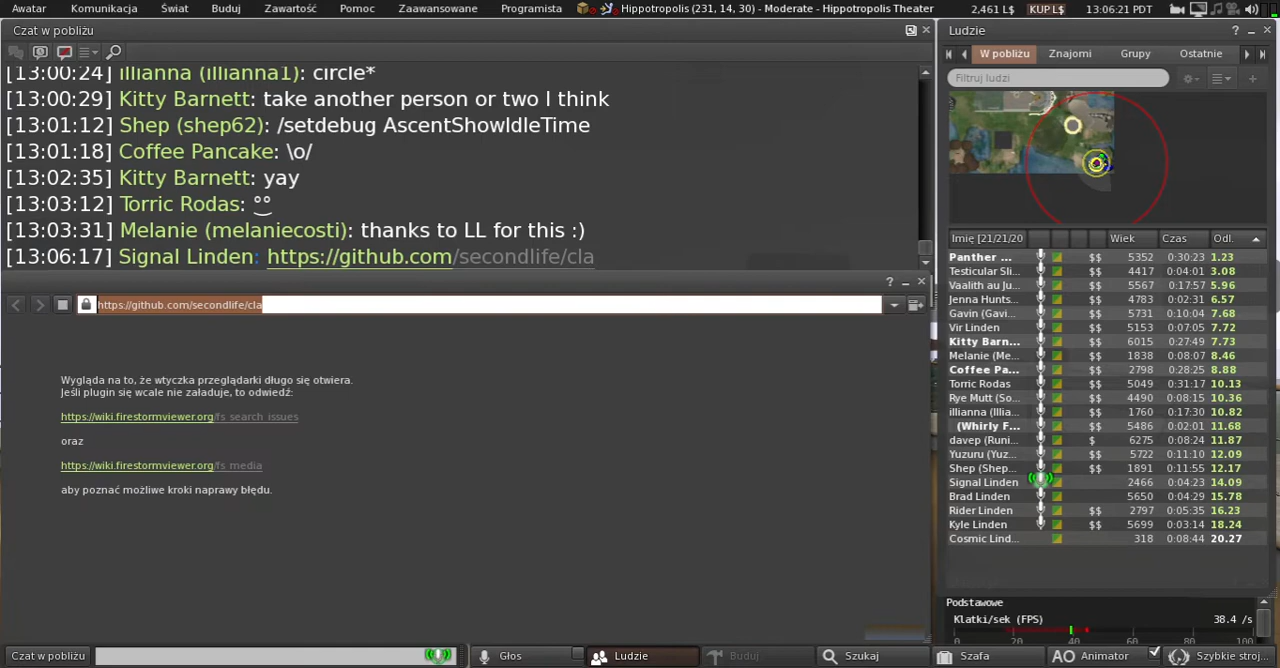 Awatar Komunikacja Świat Buduj Zawartość Pomoc Zaawansowane Programista Hippotropolis (231, 14, 30) - Moderate - Hippotropolis Theater 2,461 L$ KUP L$ 13:06:21 PDT
Czat w pobliżu
[13:00:24] illianna (illianna1): circle*
[13:00:29] Kitty Barnett: take another person or two I think
[13:01:12] Shep (shep62): /setdebug AscentShowIdleTime
[13:01:18] Coffee Pancake: \o/
[13:02:35] Kitty Barnett: yay
[13:03:12] Torric Rodas:
[13:03:31] Melanie (melaniecosti): thanks to LL for this :)
[13:06:17] Signal Linden: https://github.com/secondlife/cla
https://github.com/secondlife/cla
Wygląda na to, że wtyczka przeglądarki długo się otwiera.
Jeśli plugin się wcale nie załaduje, to odwiedź:
https://wiki.firestormviewer.org/fs_search_issues
oraz
https://wiki.firestormviewer.org/fs_media
aby poznać możliwe kroki naprawy błędu.
Ludzie
W pobliżu Znajomi Grupy Ostatnie
Filtruj ludzi
Imię [21/21/20 Wiek Czas Odl.
Panther ... $$ 5352 0:30:23 1.23
Testicular Sli... $$ 4417 0:04:01 3.08
Vaalith au Ju $$ 5567 0:17:57 5.96
Jenna Hunts... $$ 4783 0:02:31 6.57
Gavin (Gavi... $$ 5731 0:10:04 7.68
Vir Linden $$ 5153 0:07:05 7.72
Kitty Barn... $$ 6015 0:27:49 7.73
Melanie (Me... $$ 1838 0:08:07 8.46
Coffee Pa... $$ 2798 0:28:25 8.88
Torric Rodas $$ 5049 0:31:17 10.13
Rye Mutt (So... $$ 4490 0:08:15 10.36
illianna (Illia... $$ 1760 0:17:30 10.82
(Whirly F... $$ 5486 0:02:01 11.68
davep (Runi... $ 6275 0:08:24 11.87
Yuzuru (Yuz... $$ 5722 0:11:10 12.09
Shep (Shep... $$ 1891 0:11:55 12.17
Signal Linden 2466 0:04:23 14.09
Brad Linden 5650 0:04:29 15.78
Rider Linden $$ 2797 0:05:35 16.23
Kyle Linden $$ 5699 0:03:14 18.24
Cosmic Lind... 318 0:08:44 20.27
Podstawowe
Klatki/sek (FPS) 38.4 /s
0 20 40 60 80 100
Czat w pobliżu Głos Ludzie Buduj Szukaj Szafa AO Animator Szybkie stroj...